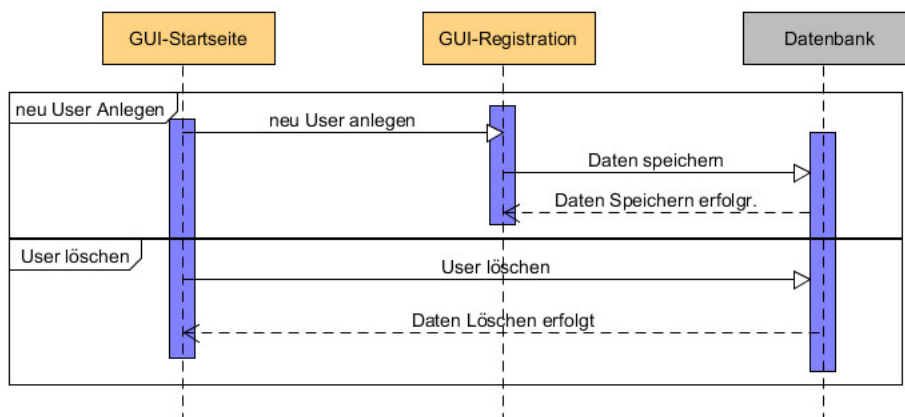 GUI-Startseite
GUI-Registration
Datenbank
neu User Anlegen
neu User anlegen
Daten speichern
Daten Speichern erfolgr.
User löschen
User löschen
Daten Löschen erfolgt